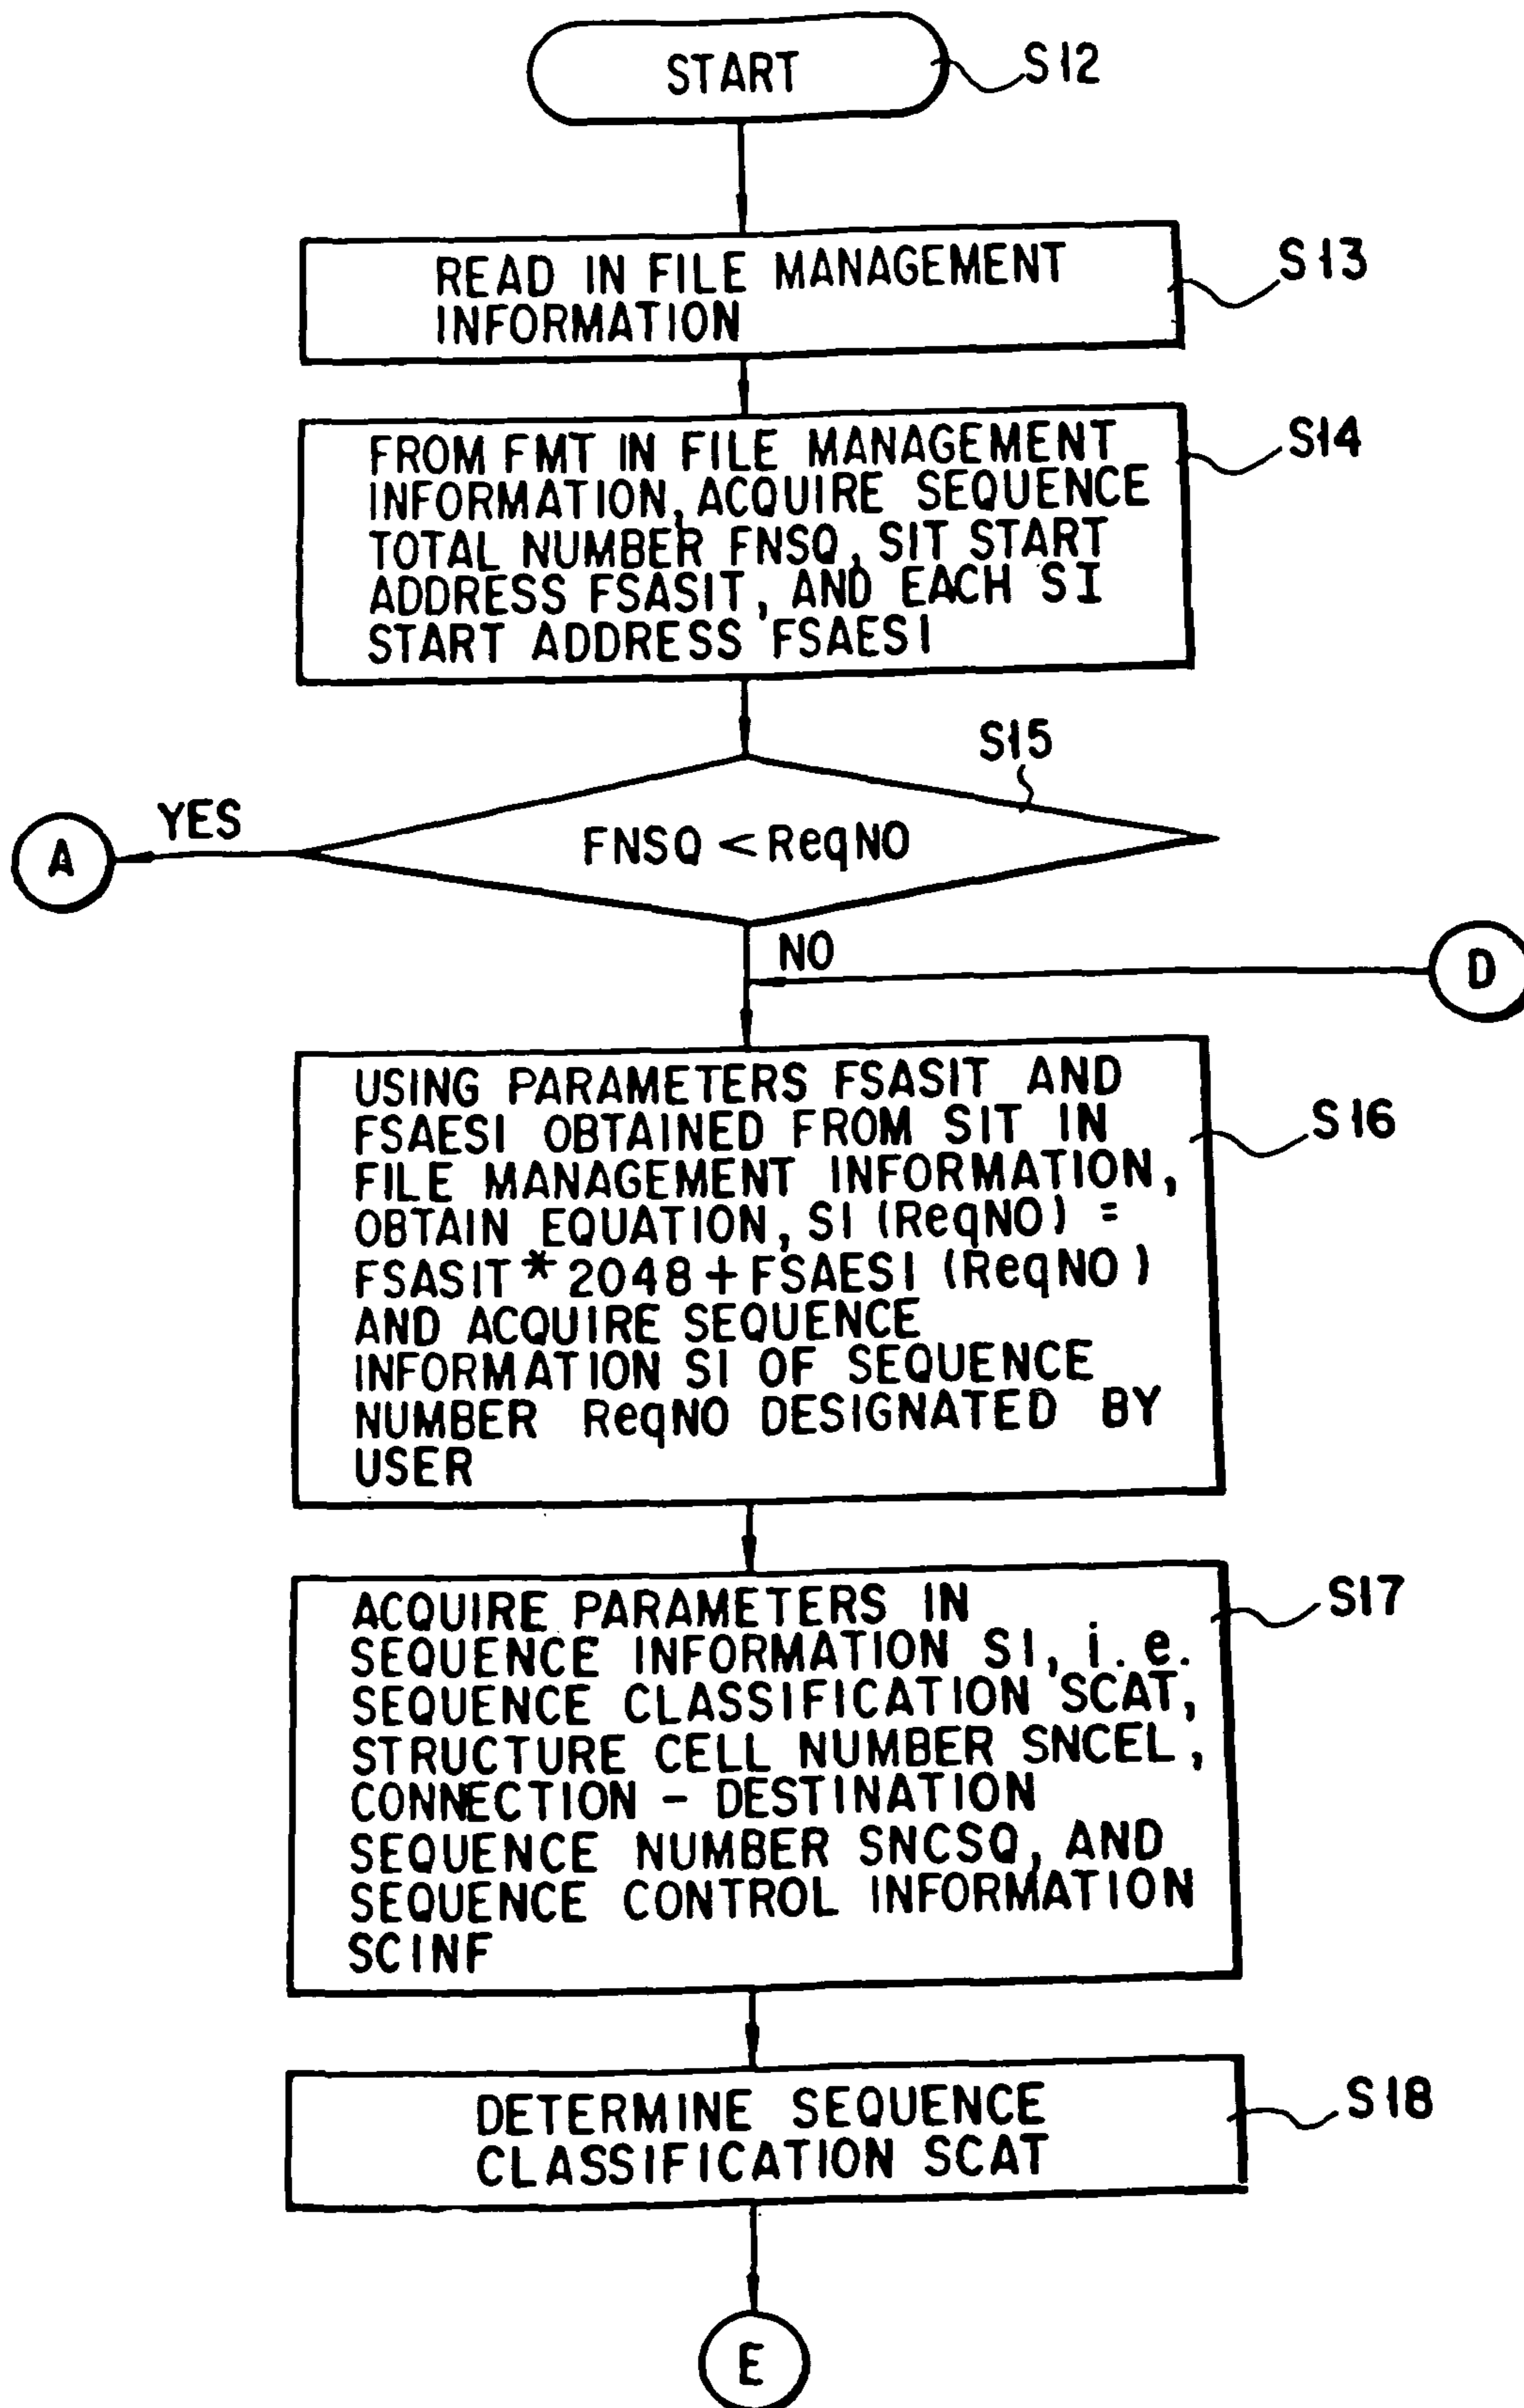 START
S12
READ IN FILE MANAGEMENT
INFORMATION
S13
FROM FMT IN FILE MANAGEMENT
INFORMATION, ACQUIRE SEQUENCE
TOTAL NUMBER FNSQ, SIT START
ADDRESS FSASIT, AND EACH SI
START ADDRESS FSAESI
S14
S15
YES
A
FNSQ < ReqNO
NO
D
USING PARAMETERS FSASIT AND
FSAESI OBTAINED FROM SIT IN
FILE MANAGEMENT INFORMATION,
OBTAIN EQUATION, SI (ReqNO) =
FSASIT * 2048 + FSAESI (ReqNO)
AND ACQUIRE SEQUENCE
INFORMATION SI OF SEQUENCE
NUMBER ReqNO DESIGNATED BY
USER
S16
ACQUIRE PARAMETERS IN
SEQUENCE INFORMATION SI, i.e.
SEQUENCE CLASSIFICATION SCAT,
STRUCTURE CELL NUMBER SNCEL,
CONNECTION - DESTINATION
SEQUENCE NUMBER SNCSQ, AND
SEQUENCE CONTROL INFORMATION
SCINF
S17
DETERMINE SEQUENCE
CLASSIFICATION SCAT
S18
E